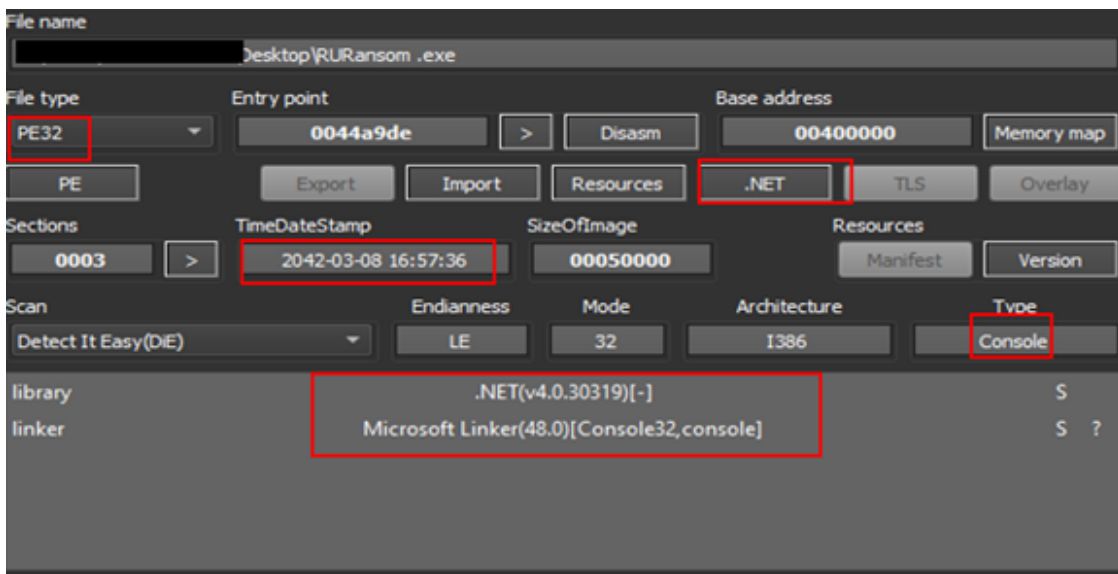 File name
Desktop\RURansom .exe
File type Entry point Base address
PE32 0044a9de > Disasm 00400000 Memory map
PE Export Import Resources .NET TLS Overlay
Sections TimeDateStamp SizeOfImage Resources
0003 > 2042-03-08 16:57:36 00050000 Manifest Version
Scan Endianness Mode Architecture Type
Detect It Easy(DiE) LE 32 I386 Console
library .NET(v4.0.30319)[-] S
linker Microsoft Linker(48.0)[Console32,console] S ?